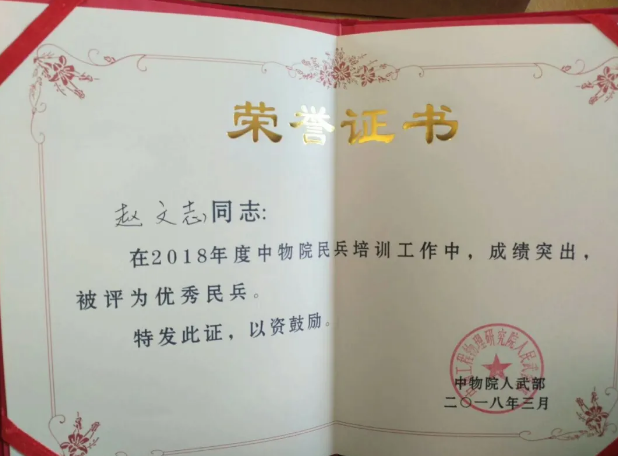 荣誉证书
赵文志同志:
在2018年度中物院民兵培训工作中，成绩突出，
被评为优秀民兵。
特发此证，以资鼓励。
中物院人武部
二〇一八年三月